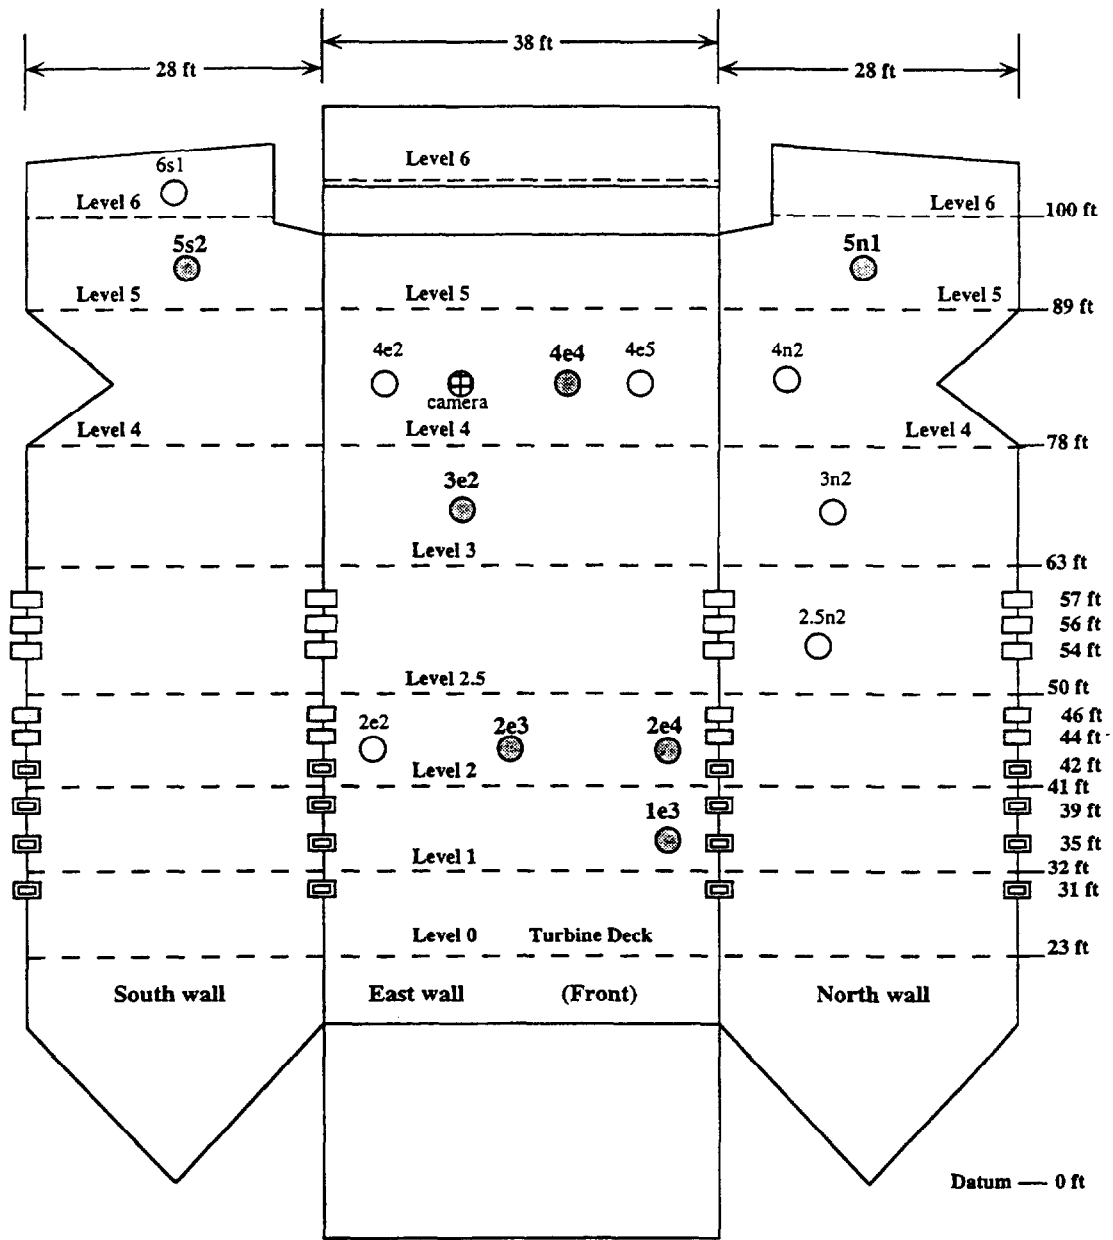 38 ft
28 ft
28 ft
Level 6
6s1
Level 6
Level 6
100 ft
5s2
5n1
Level 5
Level 5
Level 5
89 ft
4e2
4e4
4e5
4n2
camera
Level 4
Level 4
Level 4
78 ft
3e2
3n2
Level 3
63 ft
57 ft
56 ft
54 ft
2.5n2
Level 2.5
50 ft
46 ft
2e2
2e3
2e4
44 ft
42 ft
Level 2
41 ft
39 ft
1e3
35 ft
Level 1
32 ft
31 ft
Level 0
Turbine Deck
23 ft
South wall
East wall
(Front)
North wall
Datum — 0 ft